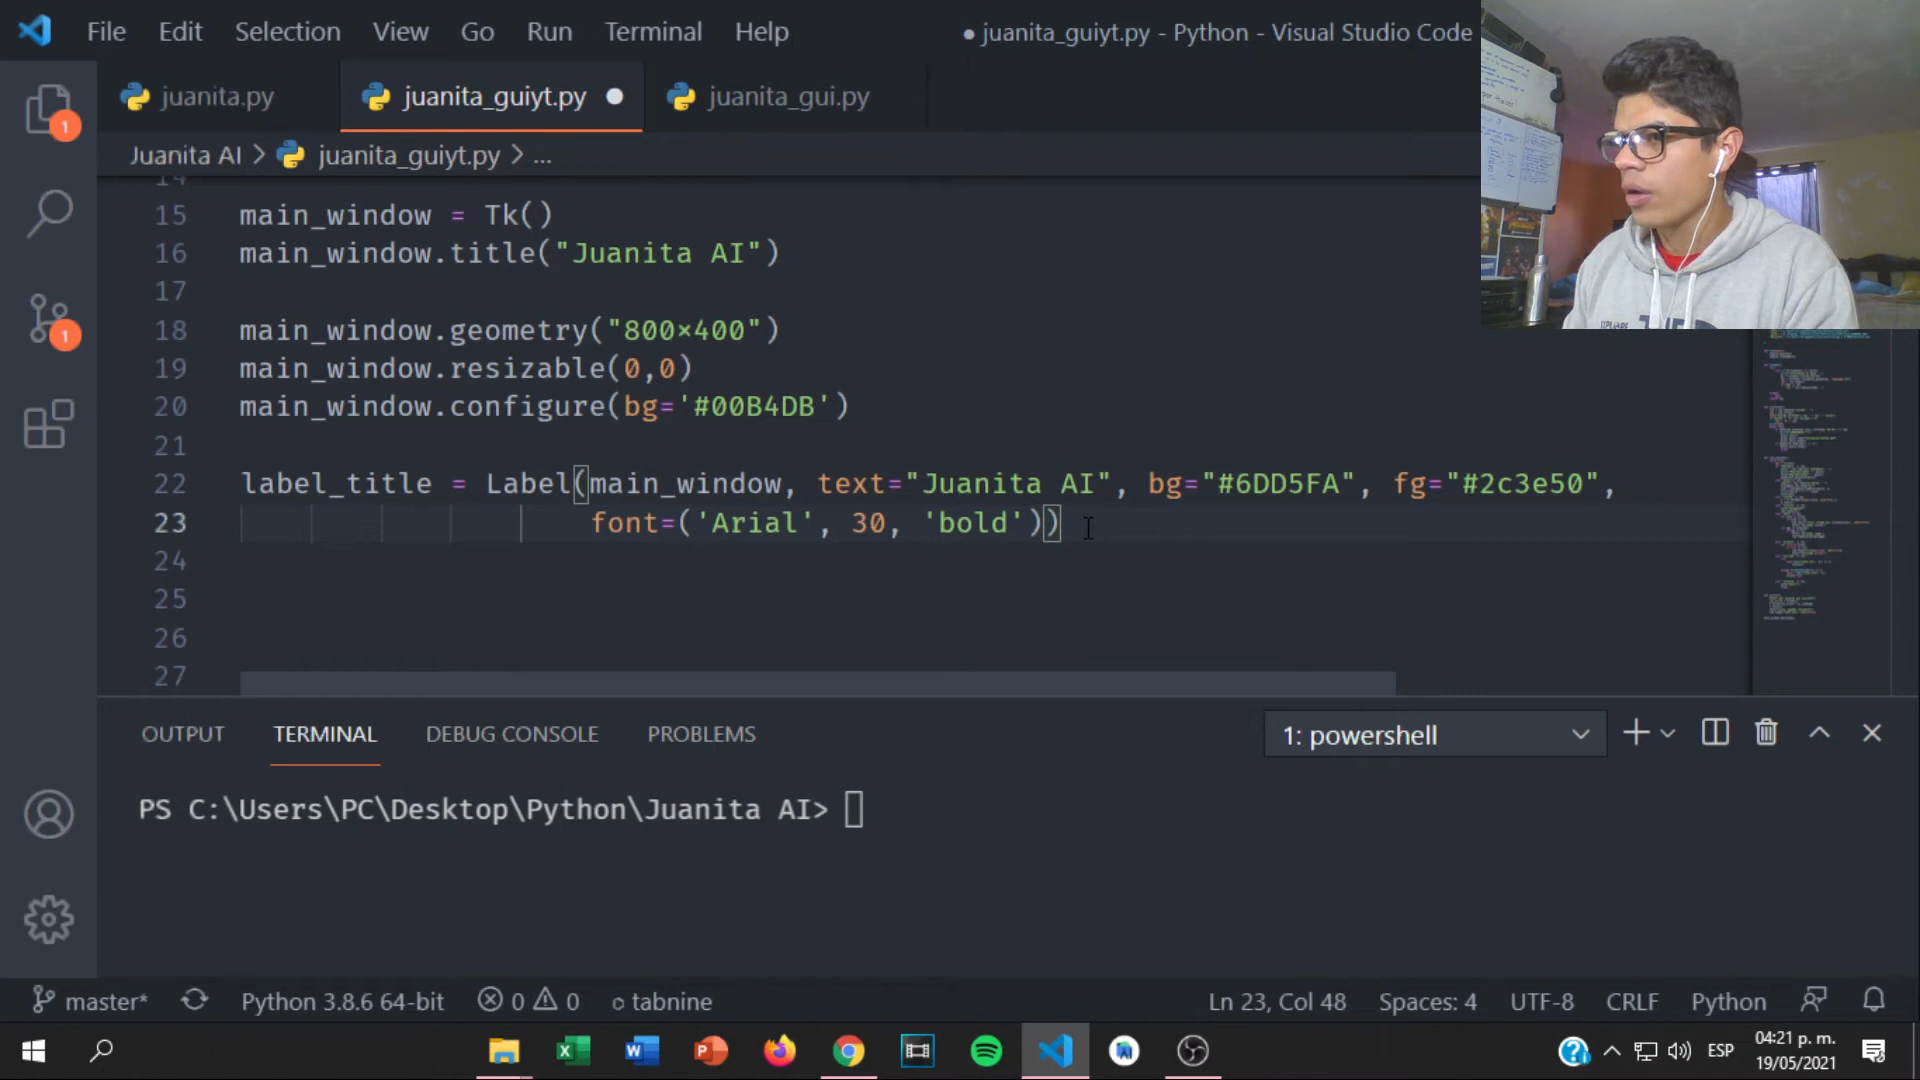 File Edit Selection View Go Run Terminal Help
● juanita_guiyt.py - Python - Visual Studio Code
juanita.py
juanita_guiyt.py ●
juanita_gui.py
Juanita AI > juanita_guiyt.py > ...
14
15 main_window = Tk()
16 main_window.title("Juanita AI")
17
18 main_window.geometry("800×400")
19 main_window.resizable(0,0)
20 main_window.configure(bg='#00B4DB')
21
22 label_title = Label(main_window, text="Juanita AI", bg="#6DD5FA", fg="#2c3e50",
23 font=('Arial', 30, 'bold'))
24
25
26
27
1
1
OUTPUT TERMINAL DEBUG CONSOLE PROBLEMS
1: powershell
PS C:\Users\PC\Desktop\Python\Juanita AI>
master* Python 3.8.6 64-bit 0 0 tabnine
Ln 23, Col 48 Spaces: 4 UTF-8 CRLF Python
ESP
04:21 p. m.
19/05/2021